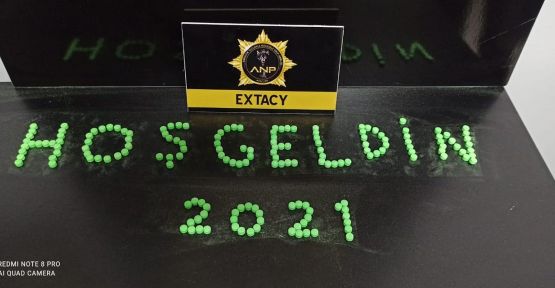 ANP
EXTACY
HOŞGELDİN
2021
REDMI NOTE 8 PRO
AI QUAD CAMERA